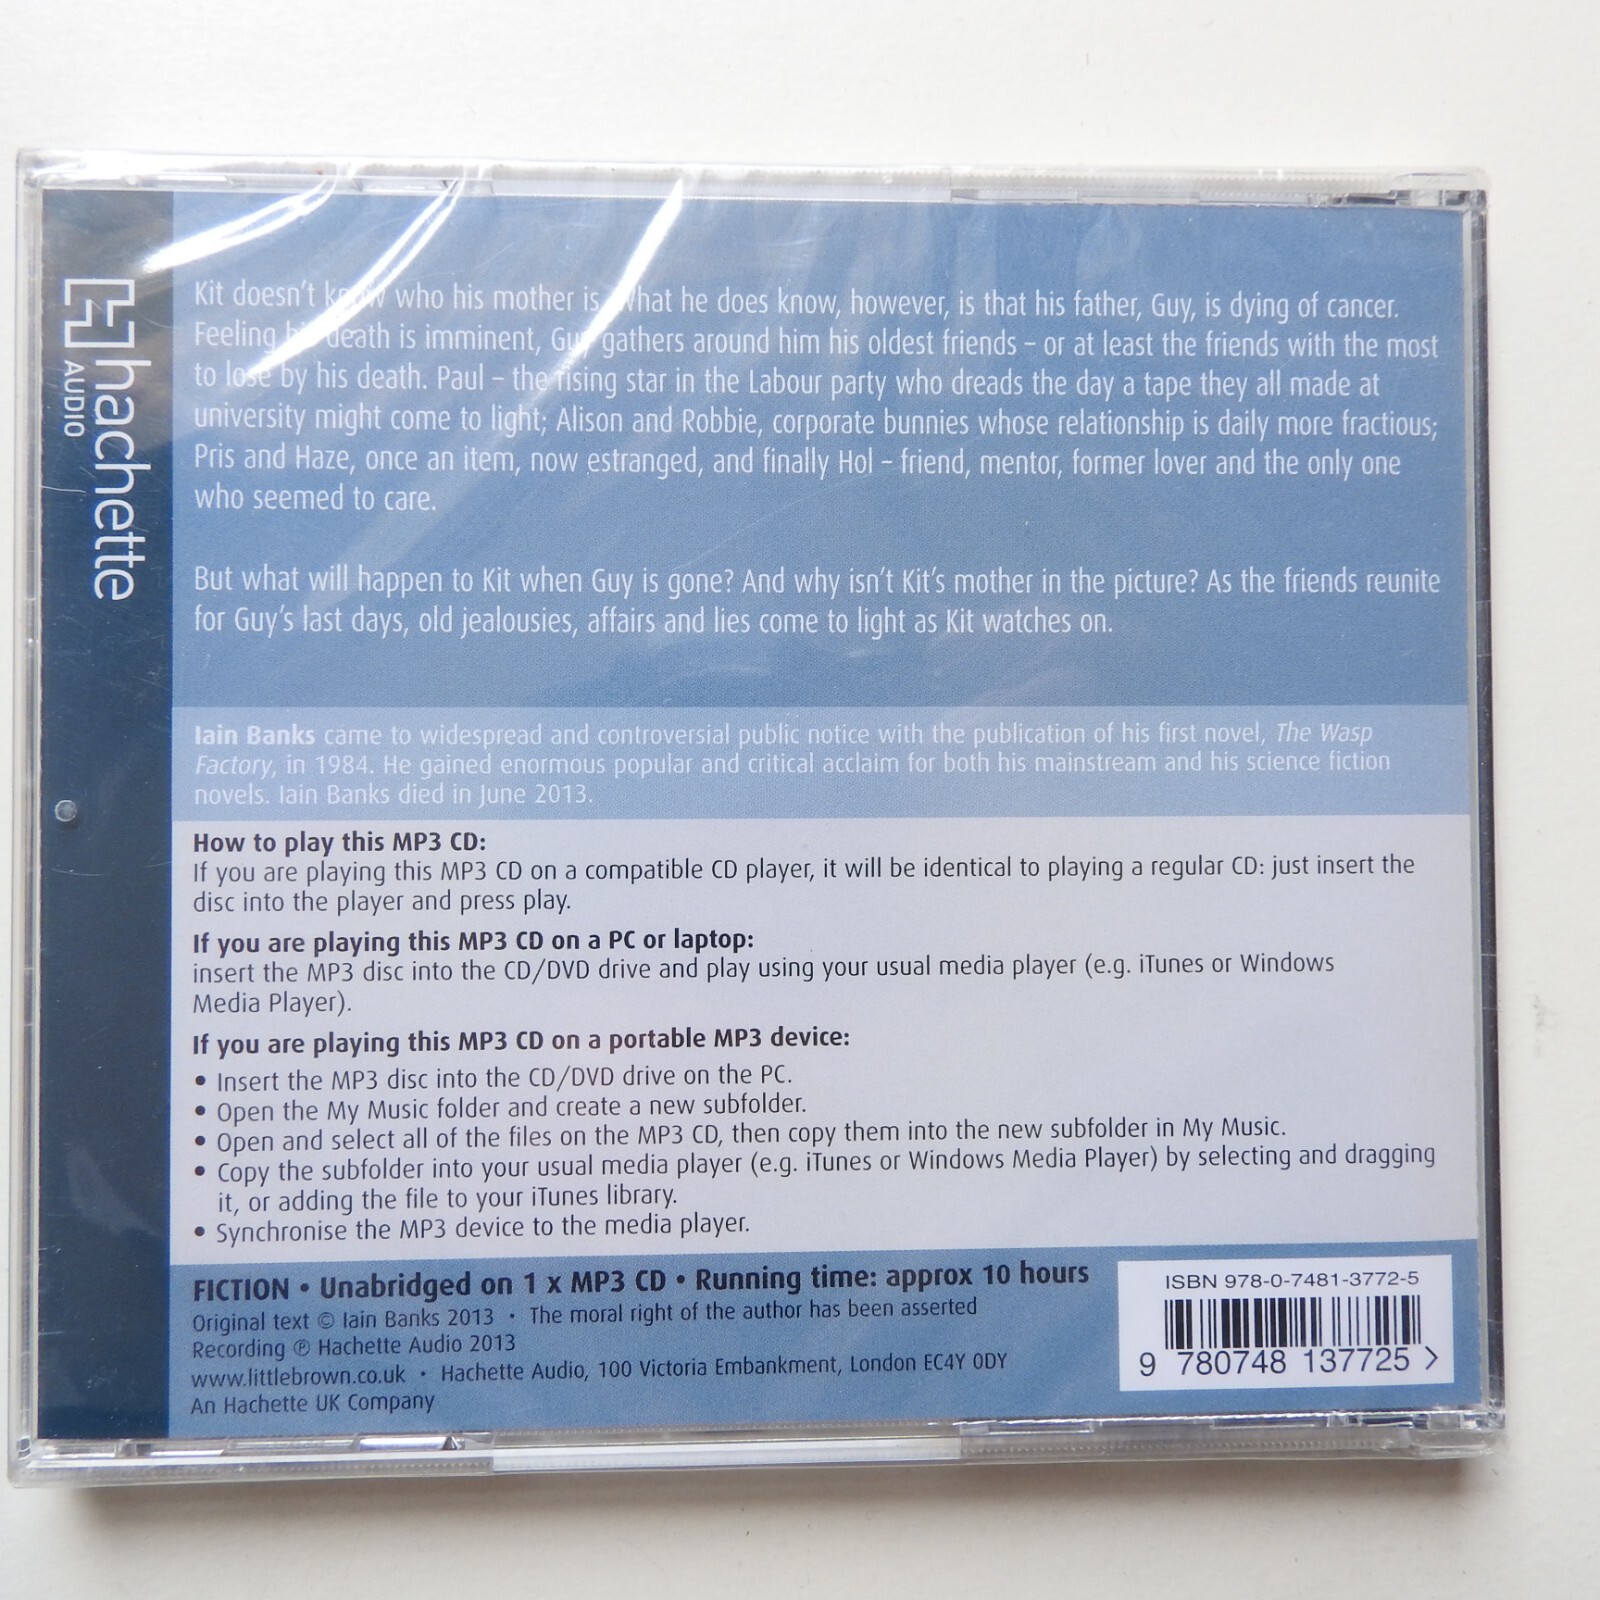 hachette
AUDIO
Kit doesn't know who his mother is. What he does know, however, is that his father, Guy, is dying of cancer.
Feeling his death is imminent, Guy gathers around him his oldest friends – or at least the friends with the most
to lose by his death. Paul – the rising star in the Labour party who dreads the day a tape they all made at
university might come to light; Alison and Robbie, corporate bunnies whose relationship is daily more fractious;
Pris and Haze, once an item, now estranged, and finally Hol – friend, mentor, former lover and the only one
who seemed to care.
But what will happen to Kit when Guy is gone? And why isn't Kit's mother in the picture? As the friends reunite
for Guy's last days, old jealousies, affairs and lies come to light as Kit watches on.
Iain Banks came to widespread and controversial public notice with the publication of his first novel, The Wasp
Factory, in 1984. He gained enormous popular and critical acclaim for both his mainstream and his science fiction
novels. Iain Banks died in June 2013.
How to play this MP3 CD:
If you are playing this MP3 CD on a compatible CD player, it will be identical to playing a regular CD: just insert the
disc into the player and press play.
If you are playing this MP3 CD on a PC or laptop:
insert the MP3 disc into the CD/DVD drive and play using your usual media player (e.g. iTunes or Windows
Media Player).
If you are playing this MP3 CD on a portable MP3 device:
• Insert the MP3 disc into the CD/DVD drive on the PC.
• Open the My Music folder and create a new subfolder.
• Open and select all of the files on the MP3 CD, then copy them into the new subfolder in My Music.
• Copy the subfolder into your usual media player (e.g. iTunes or Windows Media Player) by selecting and dragging
it, or adding the file to your iTunes library.
• Synchronise the MP3 device to the media player.
FICTION • Unabridged on 1 x MP3 CD • Running time: approx 10 hours
Original text © Iain Banks 2013 · The moral right of the author has been asserted
Recording ℗ Hachette Audio 2013
www.littlebrown.co.uk · Hachette Audio, 100 Victoria Embankment, London EC4Y 0DY
An Hachette UK Company
ISBN 978-0-7481-3772-5
9 780748 137725 >